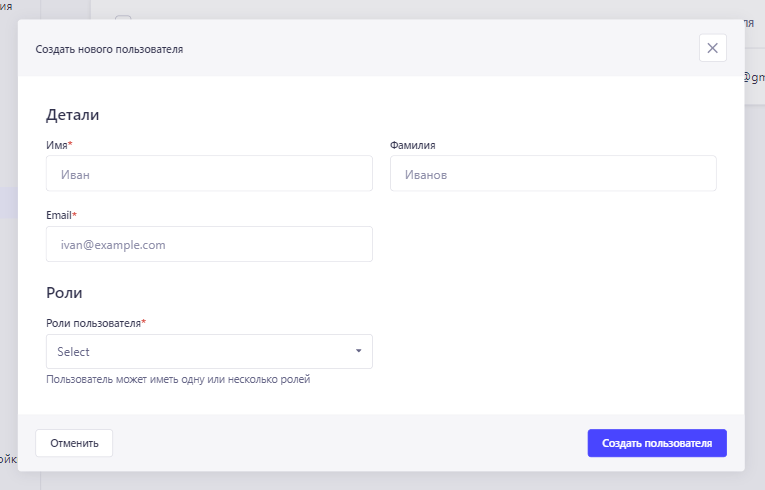 Создать нового пользователя
Детали
Имя*
Фамилия
Иван
Иванов
Email*
ivan@example.com
Роли
Роли пользователя*
Select
Пользователь может иметь одну или несколько ролей
Отменить
Создать пользователя